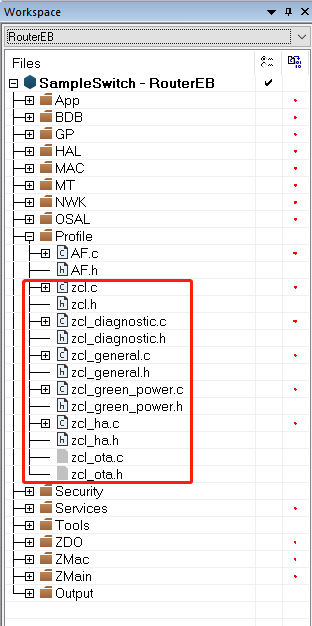 Workspace
RouterEB
Files
SampleSwitch - RouterEB
App
BDB
GP
HAL
MAC
MT
NWK
OSAL
Profile
AF.c
AF.h
zcl.c
zcl.h
zcl_diagnostic.c
zcl_diagnostic.h
zcl_general.c
zcl_general.h
zcl_green_power.c
zcl_green_power.h
zcl_ha.c
zcl_ha.h
zcl_ota.c
zcl_ota.h
Security
Services
Tools
ZDO
ZMac
ZMain
Output